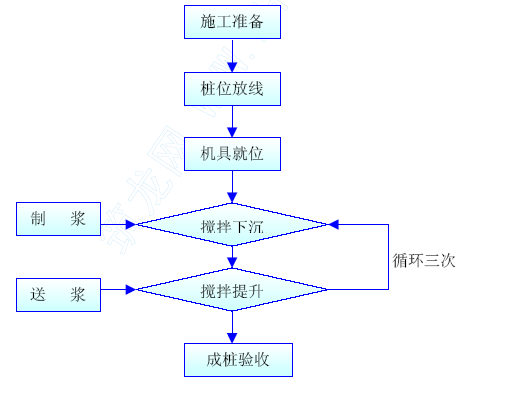 施工准备
桩位放线
机具就位
制 浆
搅拌下沉
循环三次
送 浆
搅拌提升
成桩验收